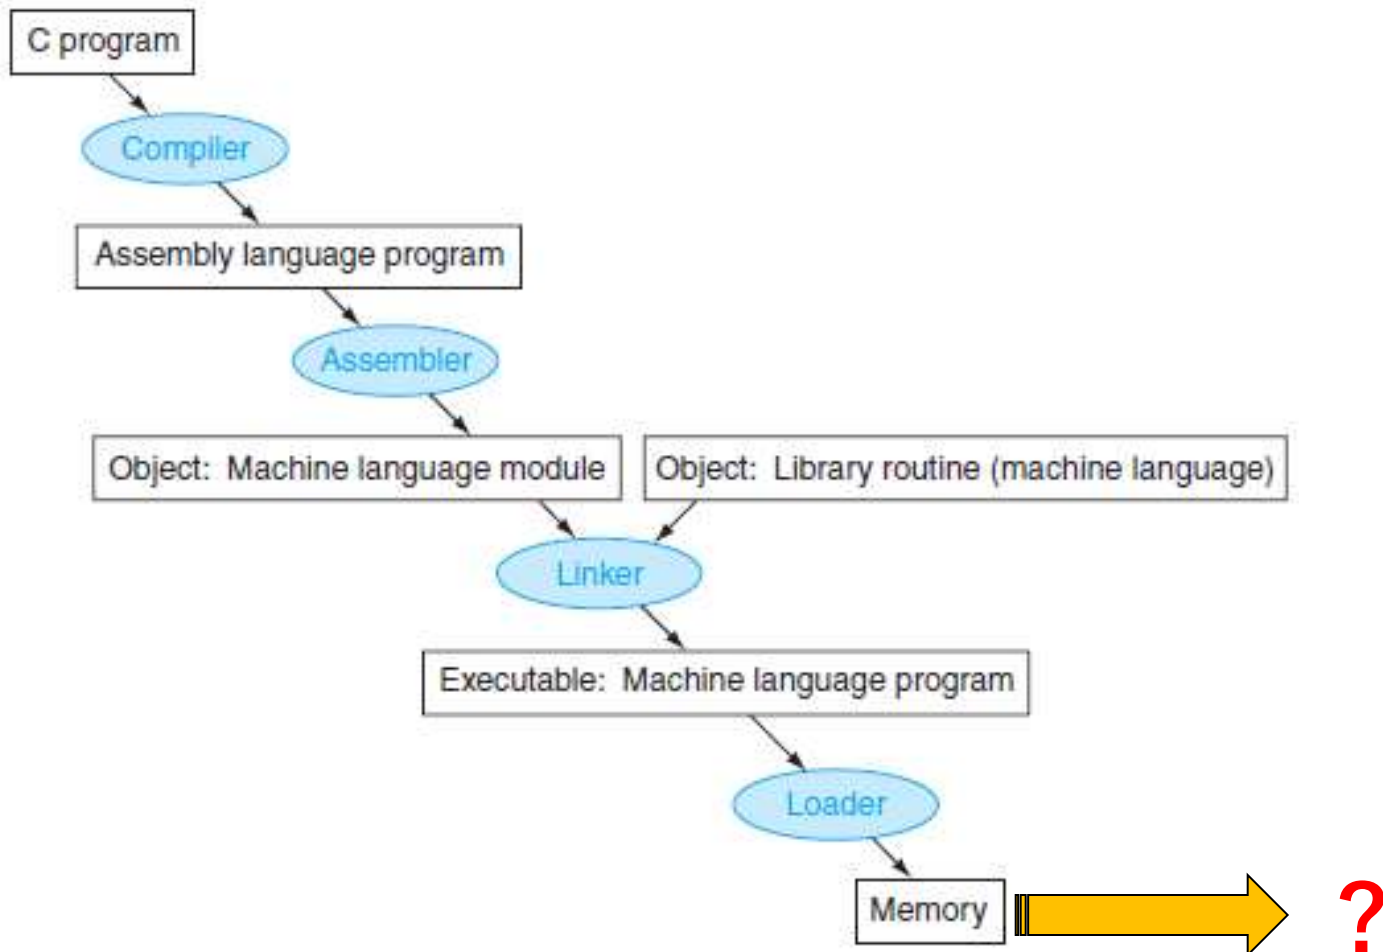 C program
Compiler
Assembly language program
Assembler
Object: Machine language module
Object: Library routine (machine language)
Linker
Executable: Machine language program
Loader
Memory
?